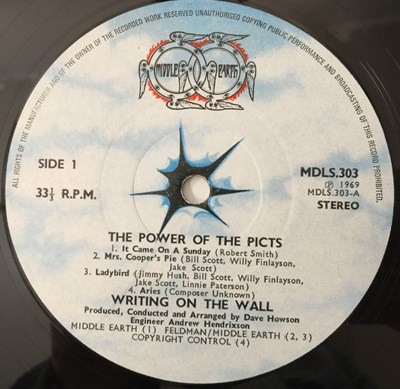 ALL RIGHTS OF THE MANUFACTURER AND OF THE OWNER OF THE RECORDED WORK RESERVED UNAUTHORISED COPYING PUBLIC PERFORMANCE AND BROADCASTING OF THIS RECORD PROHIBITED.
MIDDLE EARTH
SIDE 1
33⅓ R.P.M.
MDLS.303
℗ 1969
MDLS.303-A
STEREO
THE POWER OF THE PICTS
1. It Came On A Sunday (Robert Smith)
2. Mrs. Cooper's Pie (Bill Scott, Willy Finlayson,
Jake Scott)
3. Ladybird (Jimmy Hush, Bill Scott, Willy Finlayson,
Jake Scott, Linnie Paterson)
4. Aries (Composer Unknown)
WRITING ON THE WALL
Produced, Conducted and Arranged by Dave Howson
Engineer Andrew Hendrixson
MIDDLE EARTH (1) FELDMAN/MIDDLE EARTH (2, 3)
COPYRIGHT CONTROL (4)